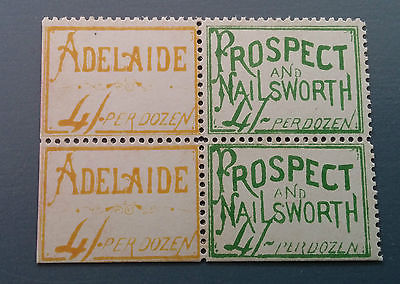 ADELAIDE
4/- PER DOZEN
PROSPECT
AND
NAILSWORTH
4/- PER DOZEN
ADELAIDE
4/- PER DOZEN
PROSPECT
AND
NAILSWORTH
4/- PER DOZEN